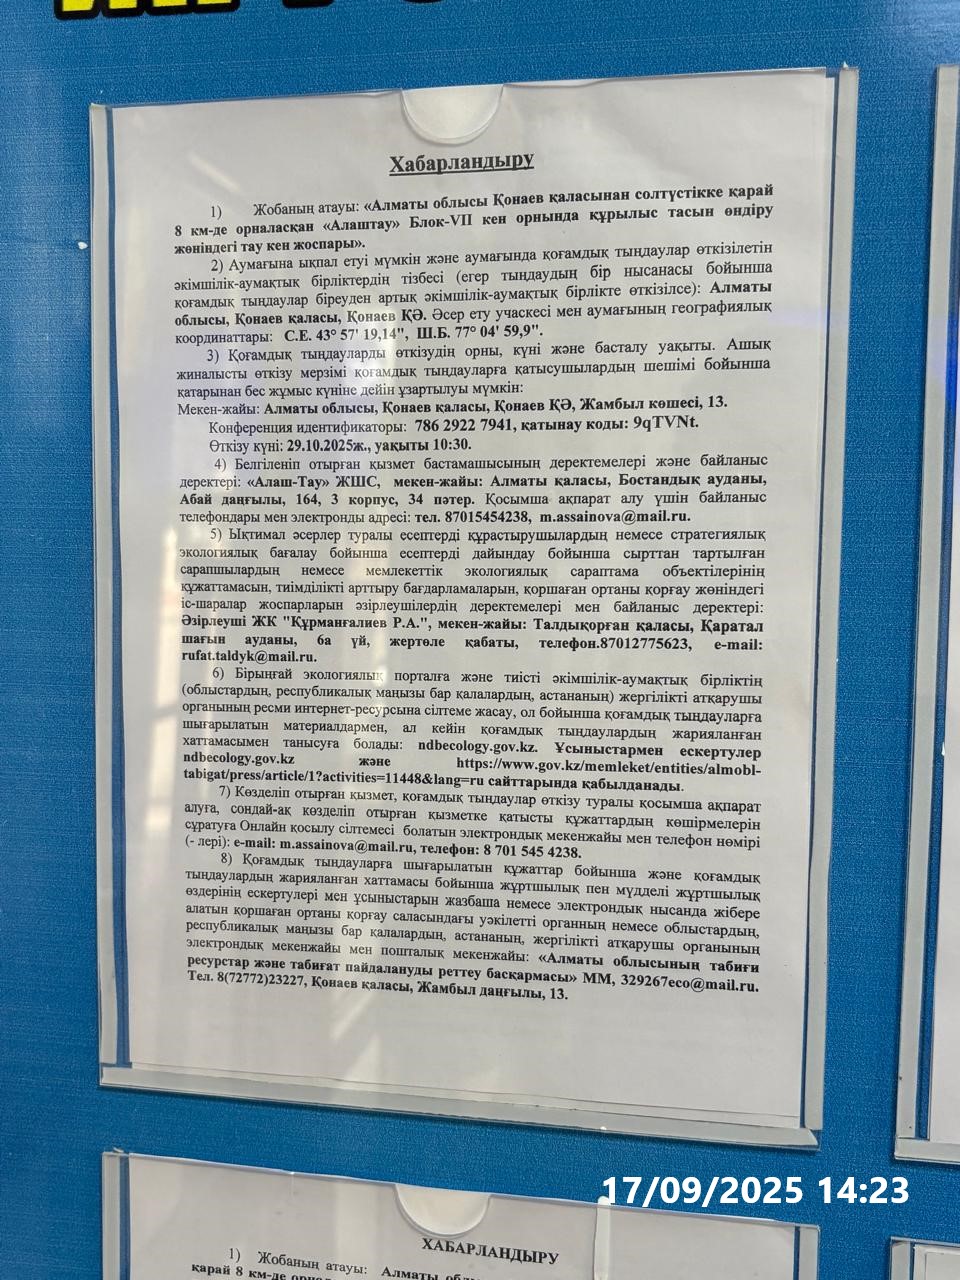 Хабарландыру
1) Жобаның атауы: «Алматы облысы Қонаев қаласынан солтүстікке қарай
8 км-де орналасқан «Алаштау» Блок-VII кен орнында құрылыс тасын өндіру
жөніндегі тау кен жоспары».
2) Аумағына ықпал етуі мүмкін және аумағында қоғамдық тыңдаулар өткізілетін
әкімшілік-аумақтық бірліктердің тізбесі (егер тыңдаудың бір нысанасы бойынша
қоғамдық тыңдаулар біреуден артық әкімшілік-аумақтық бірлікте өткізілсе): Алматы
облысы, Қонаев қаласы, Қонаев ҚӘ. Әсер ету учаскесі мен аумағының географиялық
координаттары: С.Е. 43° 57' 19,14", Ш.Б. 77° 04' 59,9".
3) Қоғамдық тыңдауларды өткізудің орны, күні және басталу уақыты. Ашық
жиналысты өткізу мерзімі қоғамдық тыңдауларға қатысушылардың шешімі бойынша
қатарынан бес жұмыс күніне дейін ұзартылуы мүмкін:
Мекен-жайы: Алматы облысы, Қонаев қаласы, Қонаев ҚӘ, Жамбыл көшесі, 13.
Конференция идентификаторы: 786 2922 7941, қатынау коды: 9qTVNt.
Өткізу күні: 29.10.2025ж., уақыты 10:30.
4) Белгіленіп отырған қызмет бастамашысының деректемелері және байланыс
деректері: «Алаш-Тау» ЖШС, мекен-жайы: Алматы қаласы, Бостандық ауданы,
Абай даңғылы, 164, 3 корпус, 34 пәтер. Қосымша ақпарат алу үшін байланыс
телефондары мен электронды адресі: тел. 87015454238, m.assainova@mail.ru.
5) Ықтимал әсерлер туралы есептерді құрастырушылардың немесе стратегиялық
экологиялық бағалау бойынша есептерді дайындау бойынша сырттан тартылған
сарапшылардың немесе мемлекеттік экологиялық сараптама объектілерінің
құжаттамасын, тиімділікті арттыру бағдарламаларын, қоршаған ортаны қорғау жөніндегі
іс-шаралар жоспарларын әзірлеушілердің деректемелері мен байланыс деректері:
Әзірлеуші ЖК "Құрманғалиев Р.А.", мекен-жайы: Талдықорған қаласы, Қаратал
шағын ауданы, 6а үй, жертөле қабаты, телефон.87012775623, e-mail:
rufat.taldyk@mail.ru.
6) Бірыңғай экологиялық порталға және тиісті әкімшілік-аумақтық бірліктің
(облыстардың, республикалық маңызы бар қалалардың, астананың) жергілікті атқарушы
органының ресми интернет-ресурсына сілтеме жасау, ол бойынша қоғамдық тыңдауларға
шығарылатын материалдармен, ал кейін қоғамдық тыңдаулардың жарияланған
хаттамасымен танысуға болады: ndbecology.gov.kz. Ұсыныстармен ескертулер
ndbecology.gov.kz және https://www.gov.kz/memleket/entities/almobl-
tabigat/press/article/1?activities=11448&lang=ru сайттарында қабылданады.
7) Көзделіп отырған қызмет, қоғамдық тыңдаулар өткізу туралы қосымша ақпарат
алуға, сондай-ақ көзделіп отырған қызметке қатысты құжаттардың көшірмелерін
сұратуға Онлайн қосылу сілтемесі болатын электрондық мекенжайы мен телефон нөмірі
(- лері): e-mail: m.assainova@mail.ru, телефон: 8 701 545 4238.
8) Қоғамдық тыңдауларға шығарылатын құжаттар бойынша және қоғамдық
тыңдаулардың жарияланған хаттамасы бойынша жұртшылық пен мүдделі жұртшылық
өздерінің ескертулері мен ұсыныстарын жазбаша немесе электрондық нысанда жібере
алатын қоршаған ортаны қорғау саласындағы уәкілетті органның немесе облыстардың,
республикалық маңызы бар қалалардың, астананың, жергілікті атқарушы органының
электрондық мекенжайы мен пошталық мекенжайы: «Алматы облысының табиғи
ресурстар және табиғат пайдалануды реттеу басқармасы» ММ, 329267eco@mail.ru.
Тел. 8(72772)23227, Қонаев қаласы, Жамбыл даңғылы, 13.
17/09/2025 14:23
ХАБАРЛАНДЫРУ
1) Жобаның атауы: Алматы
қарай 8 км-де